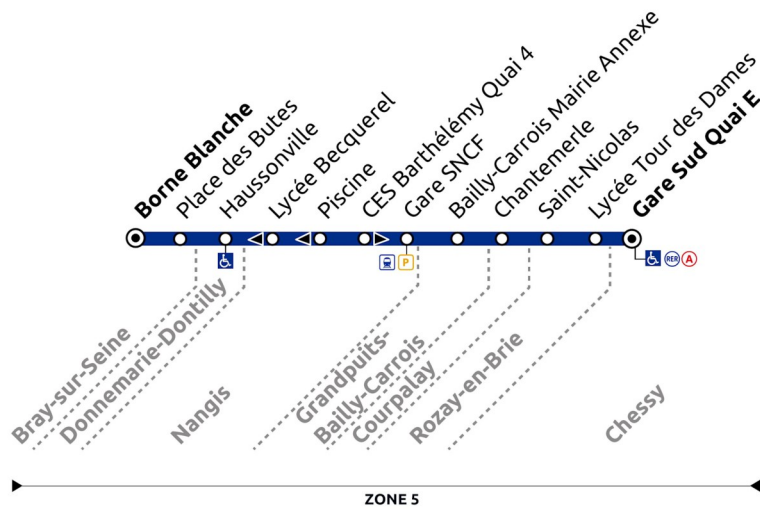 Borne Blanche
Place des Butes
Haussonville
Lycée Becquerel
Piscine
CES Barthélémy Quai 4
Gare SNCF
Bailly-Carrois Mairie Annexe
Chantemerle
Saint-Nicolas
Lycée Tour des Dames
Gare Sud Quai E
P
RER A
Bray-sur-Seine
Donnemarie-Dontilly
Nangis
Grandpuits-
Bailly-Carrois
Courpalay
Rozay-en-Brie
Chessy
ZONE 5